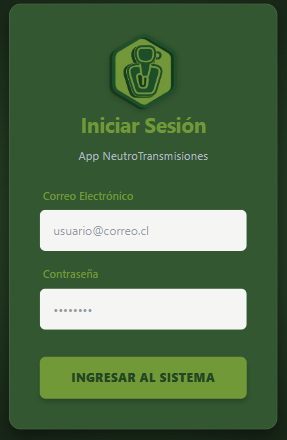 Iniciar Sesión
App NeutroTransmisiones
Correo Electrónico
usuario@correo.cl
Contraseña
••••••••
INGRESAR AL SISTEMA